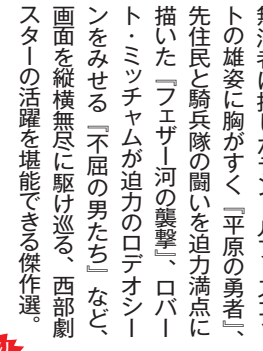 トの雄姿に胸がすく『平原の勇者』、
先住民と騎兵隊の闘いを迫力満点に
描いた『フェザー河の襲撃』、ロバー
ト・ミッチャムが迫力のロデオシー
ンをみせる『不屈の男たち』など、
画面を縦横無尽に駆け巡る、西部劇
スターの活躍を堪能できる傑作選。